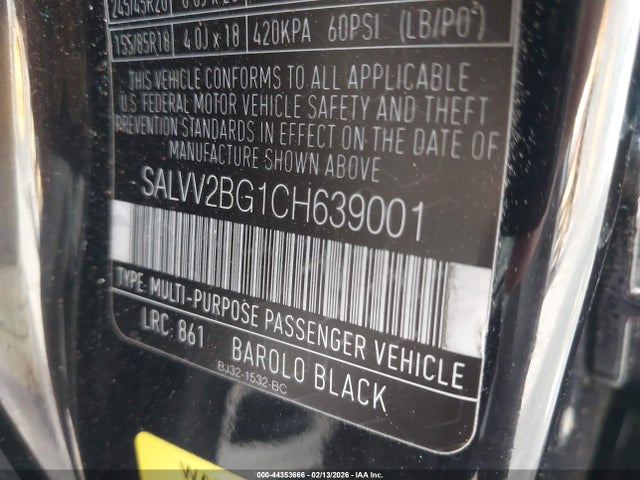 245/45R20
155/85R18 4.0J x 18 420KPA 60PSI (LB/PO²)
THIS VEHICLE CONFORMS TO ALL APPLICABLE
U.S FEDERAL MOTOR VEHICLE SAFETY AND THEFT
PREVENTION STANDARDS IN EFFECT ON THE DATE OF
MANUFACTURE SHOWN ABOVE
SALVV2BG1CH639001
TYPE: MULTI-PURPOSE PASSENGER VEHICLE
LRC: 861 BAROLO BLACK
BJ32-1532-BC
000-44353666 - 02/13/2026 - IAA Inc.